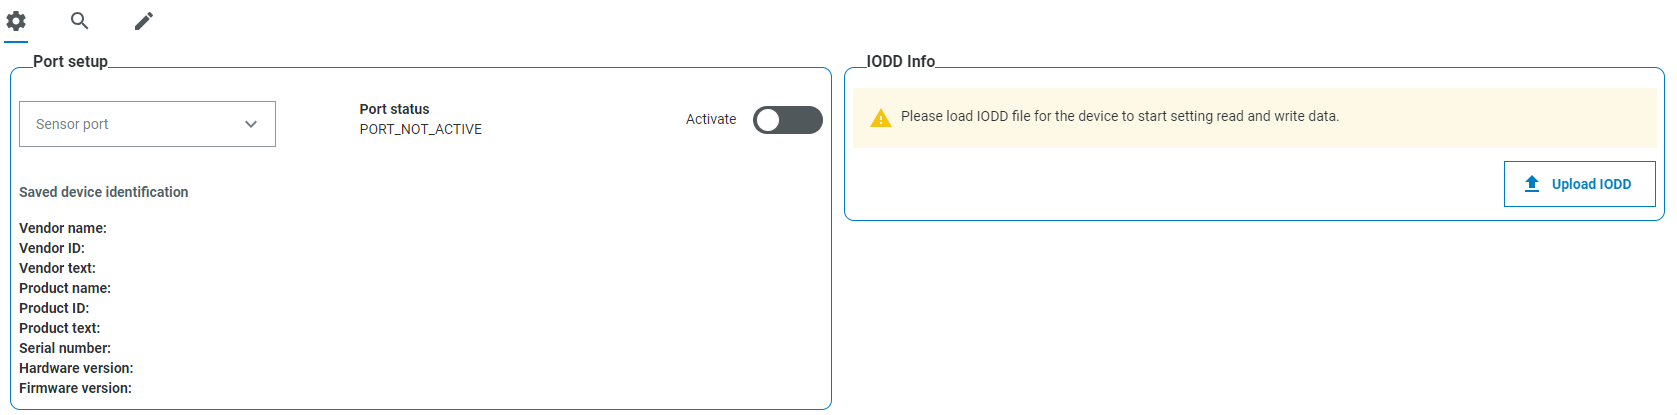 Port setup
Sensor port
Port status
PORT_NOT_ACTIVE
Activate
Saved device identification
Vendor name:
Vendor ID:
Vendor text:
Product name:
Product ID:
Product text:
Serial number:
Hardware version:
Firmware version:
IODD Info
Please load IODD file for the device to start setting read and write data.
Upload IODD